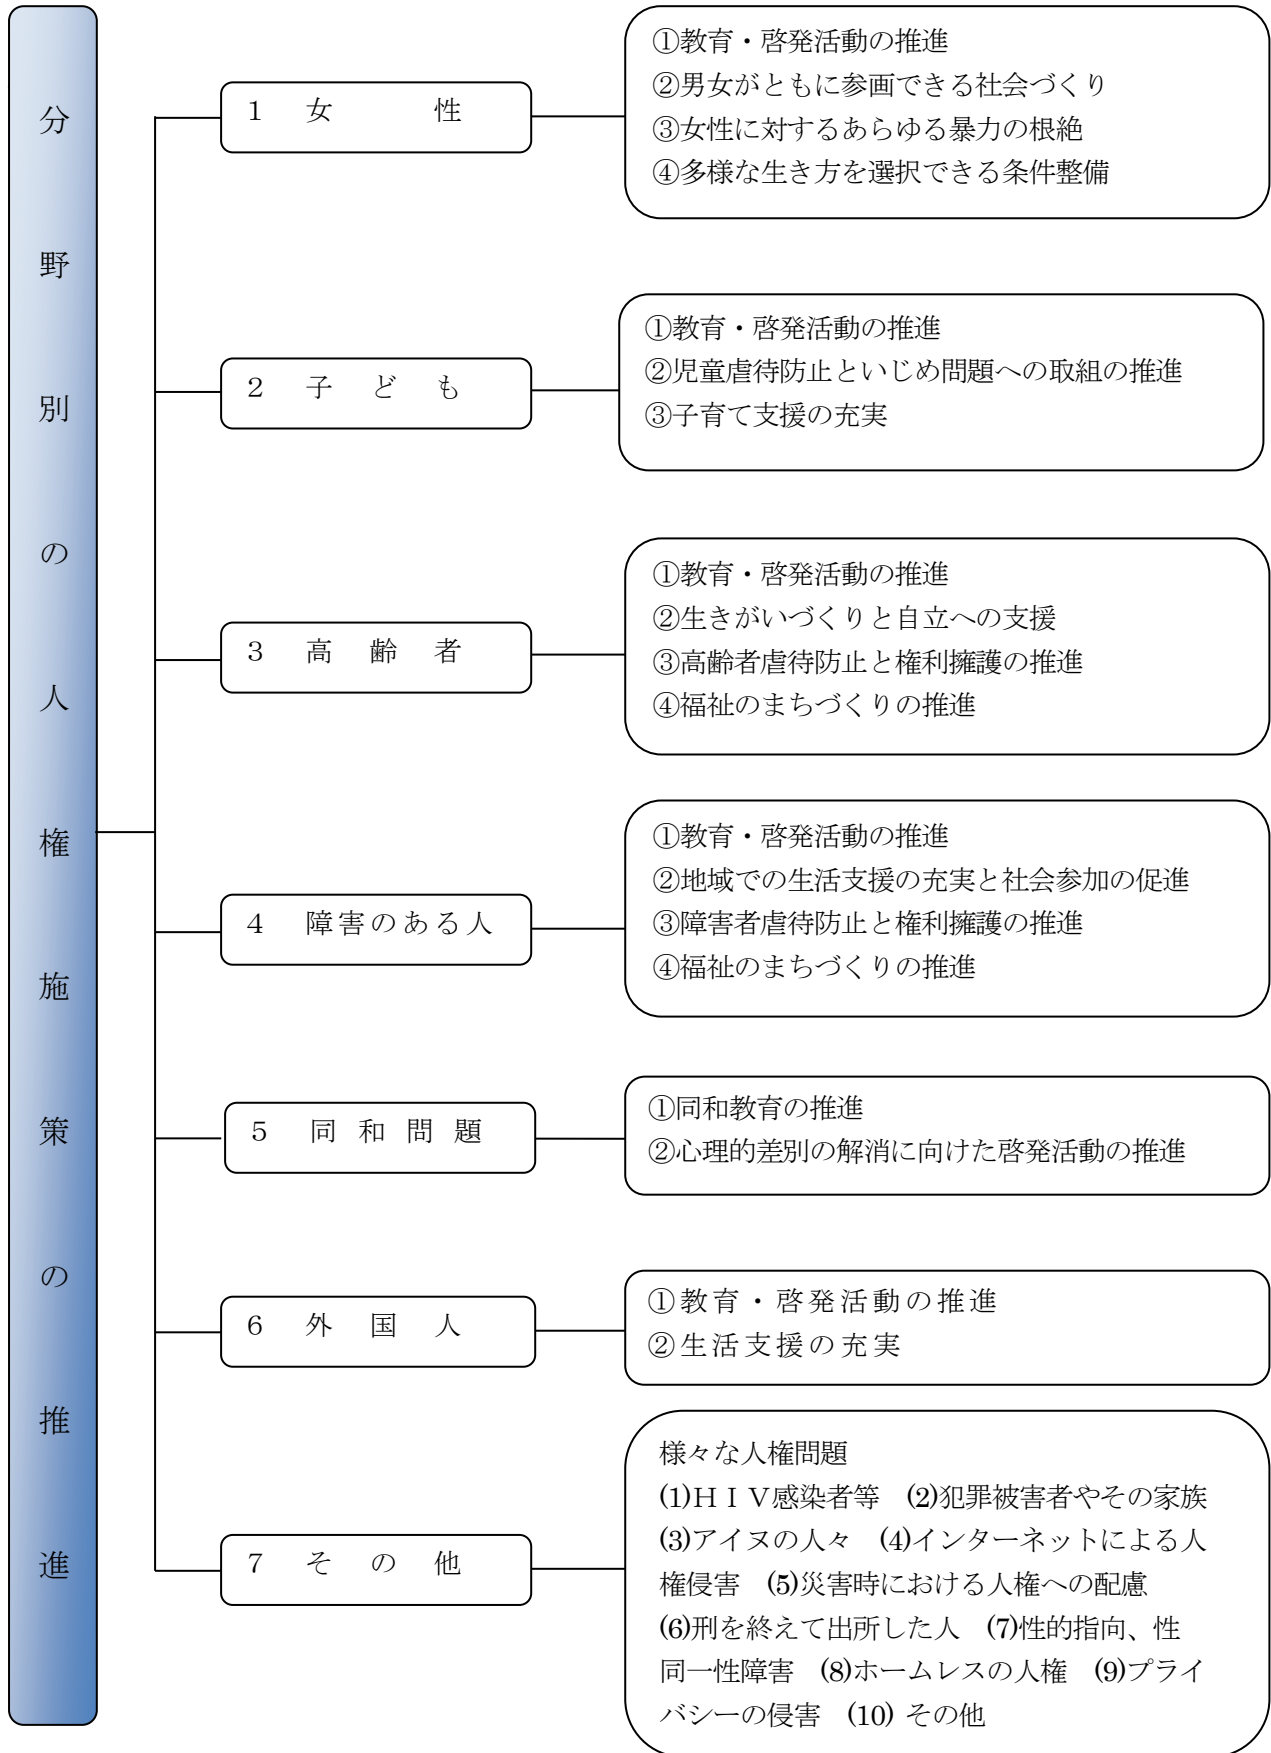 分野別の人権施策の推進
１　女　　　性
①教育・啓発活動の推進
②男女がともに参画できる社会づくり
③女性に対するあらゆる暴力の根絶
④多様な生き方を選択できる条件整備
２　子　ど　も
①教育・啓発活動の推進
②児童虐待防止といじめ問題への取組の推進
③子育て支援の充実
３　高　齢　者
①教育・啓発活動の推進
②生きがいづくりと自立への支援
③高齢者虐待防止と権利擁護の推進
④福祉のまちづくりの推進
４　障害のある人
①教育・啓発活動の推進
②地域での生活支援の充実と社会参加の促進
③障害者虐待防止と権利擁護の推進
④福祉のまちづくりの推進
５　同 和 問 題
①同和教育の推進
②心理的差別の解消に向けた啓発活動の推進
６　外　国　人
①教育・啓発活動の推進
②生活支援の充実
７　そ　の　他
様々な人権問題
(1)ＨＩＶ感染者等　(2)犯罪被害者やその家族
(3)アイヌの人々　(4)インターネットによる人
権侵害　(5)災害時における人権への配慮
(6)刑を終えて出所した人　(7)性的指向、性
同一性障害　(8)ホームレスの人権　(9)プライ
バシーの侵害　(10) その他